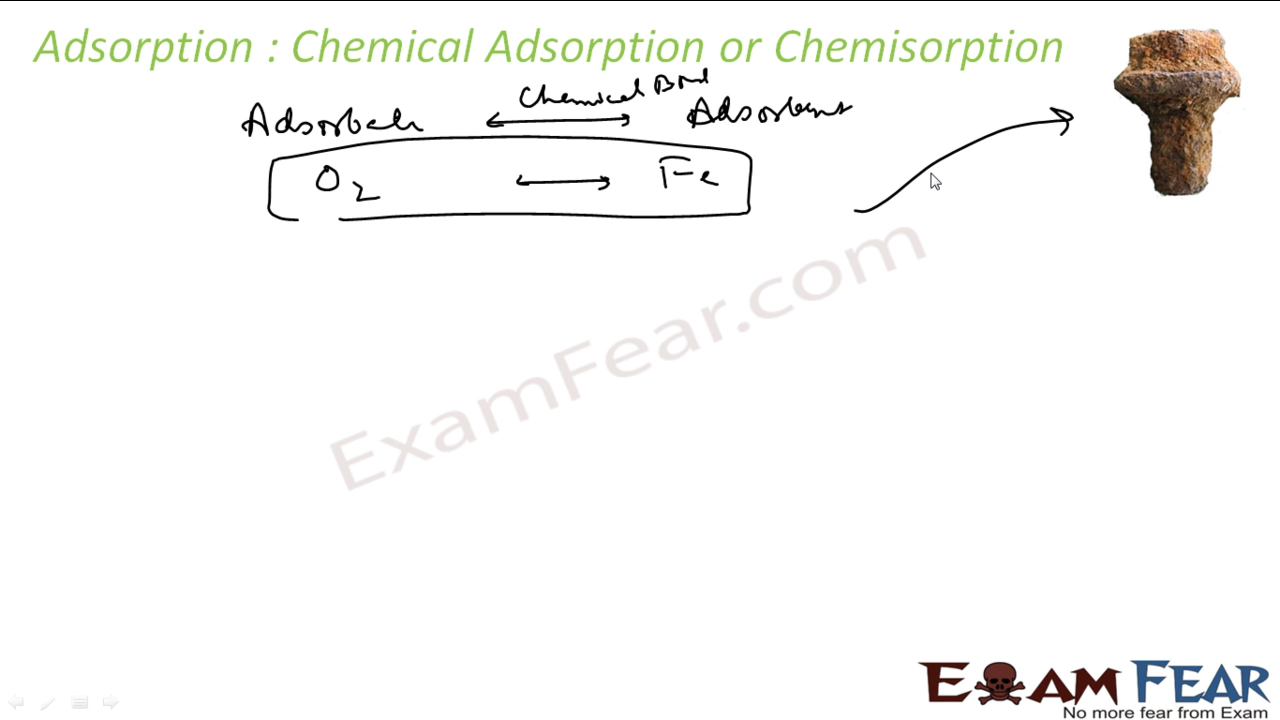 Adsorption : Chemical Adsorption or Chemisorption
Chemical Bond
Adsorbate Adsorbent
O2 Fe
ExamFear.com
EXAM FEAR
No more fear from Exam